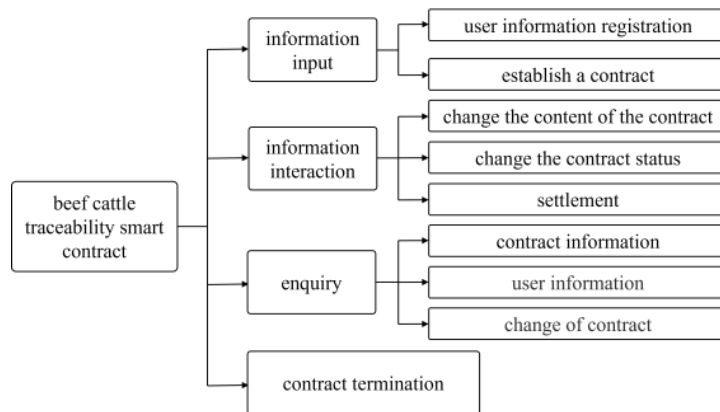 beef cattle
traceability smart
contract
information
input
user information registration
establish a contract
information
interaction
change the content of the contract
change the contract status
settlement
enquiry
contract information
user information
change of contract
contract termination